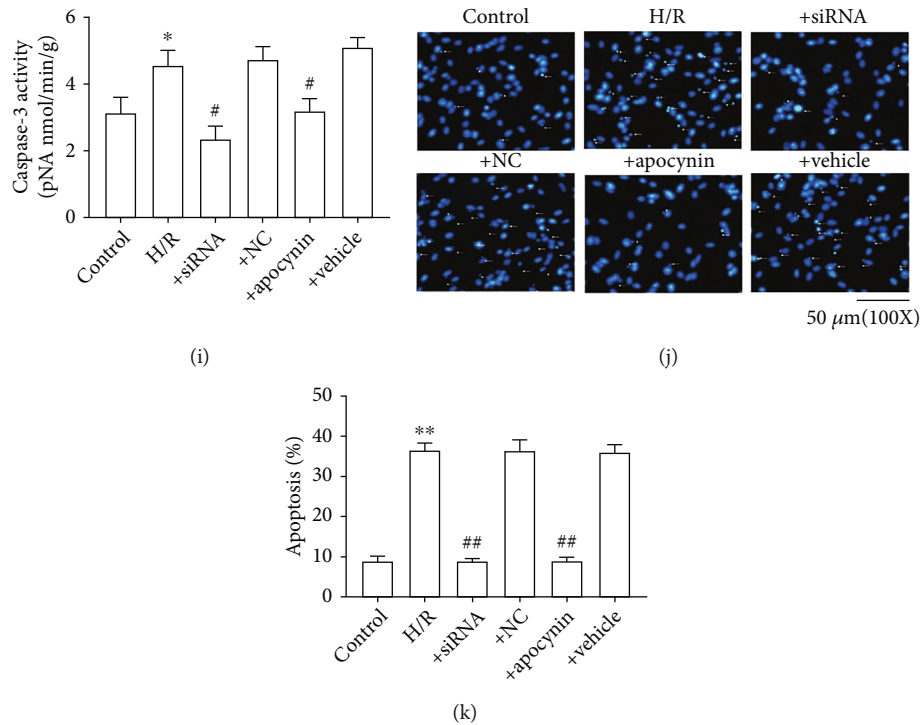 6
4
2
0
Caspase-3 activity
(pNA nmol/min/g)
*
#
#
Control
H/R
+siRNA
+NC
+apocynin
+vehicle
(i)
Control
H/R
+siRNA
+NC
+apocynin
+vehicle
50 μm(100X)
(j)
50
40
30
20
10
0
Apoptosis (%)
**
##
##
Control
H/R
+siRNA
+NC
+apocynin
+vehicle
(k)